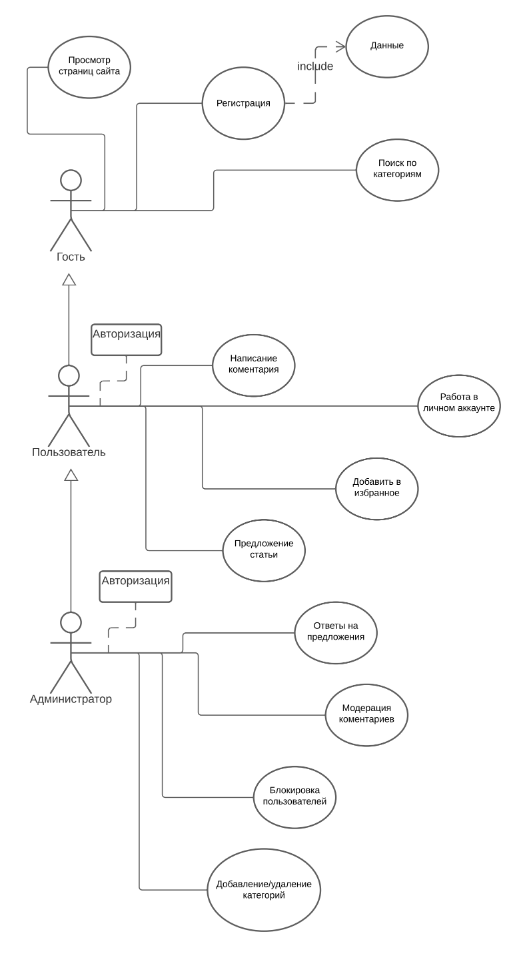 Данные
Просмотр
страниц сайта
include
Регистрация
Поиск по
категориям
Гость
Авторизация
Написание
коментария
Работа в
личном аккаунте
Пользователь
Добавить в
избранное
Предложение
статьи
Авторизация
Ответы на
предложения
Администратор
Модерация
коментариев
Блокировка
пользователей
Добавление/удаление
категорий